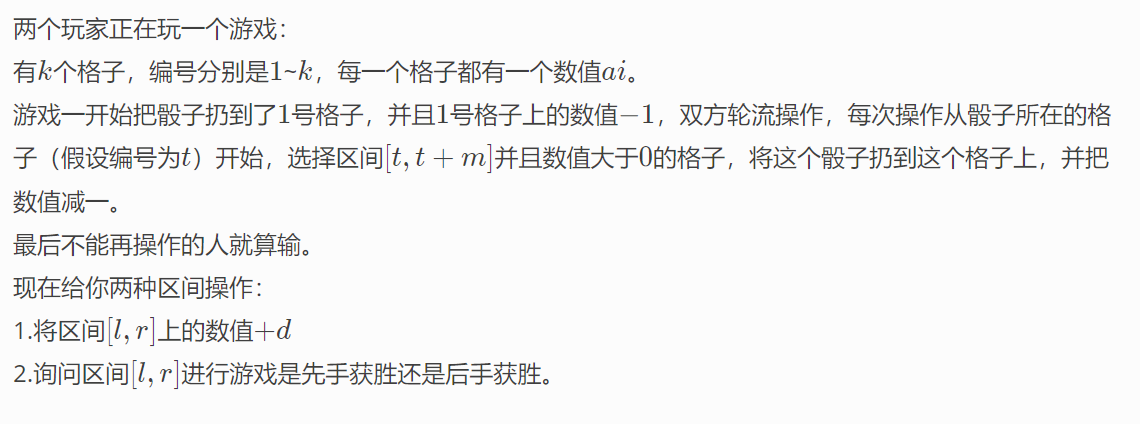 两个玩家正在玩一个游戏：
有k个格子，编号分别是1~k，每一个格子都有一个数值ai。
游戏一开始把骰子扔到了1号格子，并且1号格子上的数值−1，双方轮流操作，每次操作从骰子所在的格
子（假设编号为t）开始，选择区间[t, t + m]并且数值大于0的格子，将这个骰子扔到这个格子上，并把
数值减一。
最后不能再操作的人就算输。
现在给你两种区间操作：
1.将区间[l, r]上的数值+d
2.询问区间[l, r]进行游戏是先手获胜还是后手获胜。